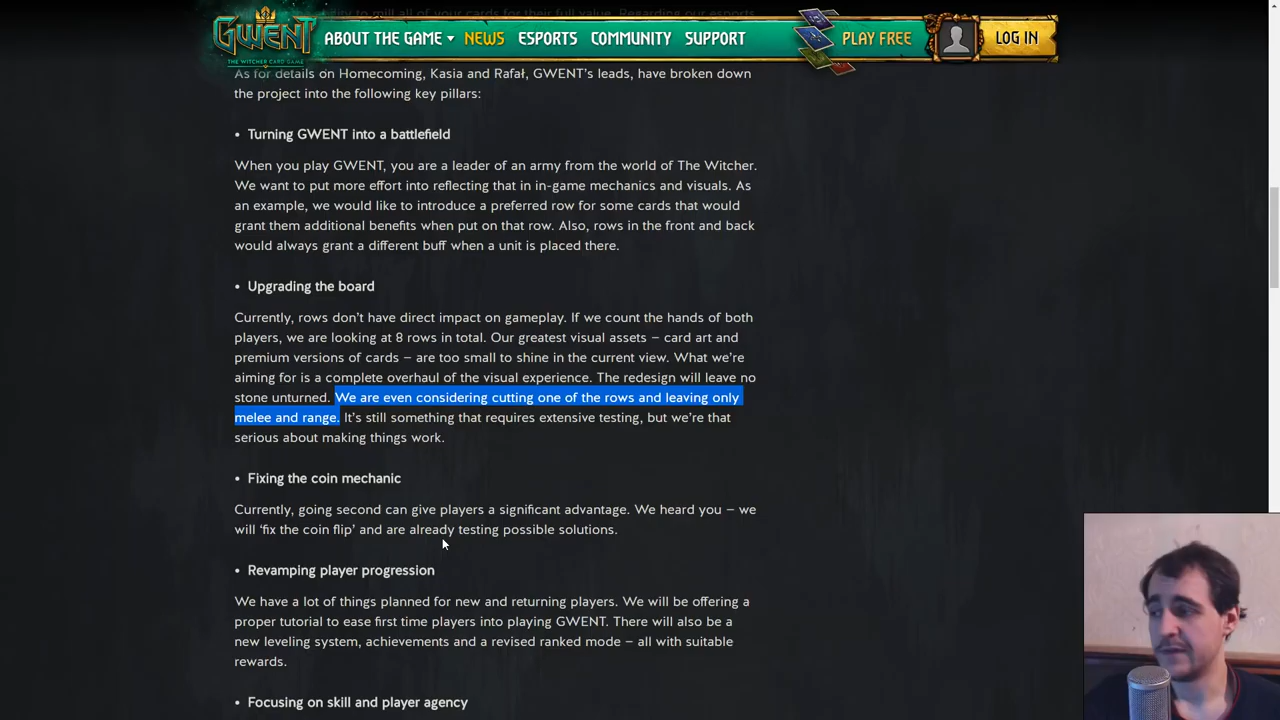 ability to mill all of your cards for their full value. Regarding our esports
GWENT
THE WITCHER CARD GAME
ABOUT THE GAME NEWS ESPORTS COMMUNITY SUPPORT PLAY FREE LOG IN
As for details on Homecoming, Kasia and Rafał, GWENT's leads, have broken down
the project into the following key pillars:
• Turning GWENT into a battlefield
When you play GWENT, you are a leader of an army from the world of The Witcher.
We want to put more effort into reflecting that in in-game mechanics and visuals. As
an example, we would like to introduce a preferred row for some cards that would
grant them additional benefits when put on that row. Also, rows in the front and back
would always grant a different buff when a unit is placed there.
• Upgrading the board
Currently, rows don't have direct impact on gameplay. If we count the hands of both
players, we are looking at 8 rows in total. Our greatest visual assets – card art and
premium versions of cards – are too small to shine in the current view. What we're
aiming for is a complete overhaul of the visual experience. The redesign will leave no
stone unturned. We are even considering cutting one of the rows and leaving only
melee and range. It's still something that requires extensive testing, but we're that
serious about making things work.
• Fixing the coin mechanic
Currently, going second can give players a significant advantage. We heard you – we
will 'fix the coin flip' and are already testing possible solutions.
• Revamping player progression
We have a lot of things planned for new and returning players. We will be offering a
proper tutorial to ease first time players into playing GWENT. There will also be a
new leveling system, achievements and a revised ranked mode – all with suitable
rewards.
• Focusing on skill and player agency